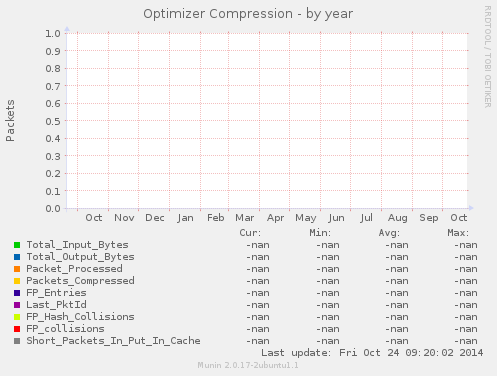 Optimizer Compression - by year
RRDTOOL / TOBI OETIKER
Packets
1.0
0.9
0.8
0.7
0.6
0.5
0.4
0.3
0.2
0.1
0.0
Oct Nov Dec Jan Feb Mar Apr May Jun Jul Aug Sep Oct
Cur: Min: Avg: Max:
Total_Input_Bytes -nan -nan -nan -nan
Total_Output_Bytes -nan -nan -nan -nan
Packet_Processed -nan -nan -nan -nan
Packets_Compressed -nan -nan -nan -nan
FP_Entries -nan -nan -nan -nan
Last_PktId -nan -nan -nan -nan
FP_Hash_Collisions -nan -nan -nan -nan
FP_collisions -nan -nan -nan -nan
Short_Packets_In_Put_In_Cache -nan -nan -nan -nan
Last update: Fri Oct 24 09:20:02 2014
Munin 2.0.17-2ubuntu1.1